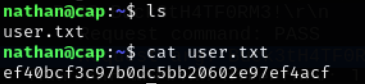 nathan@cap:~$ ls
user.txt
nathan@cap:~$ cat user.txt
ef40bcf3c97b0dc5bb20602e97ef4acf